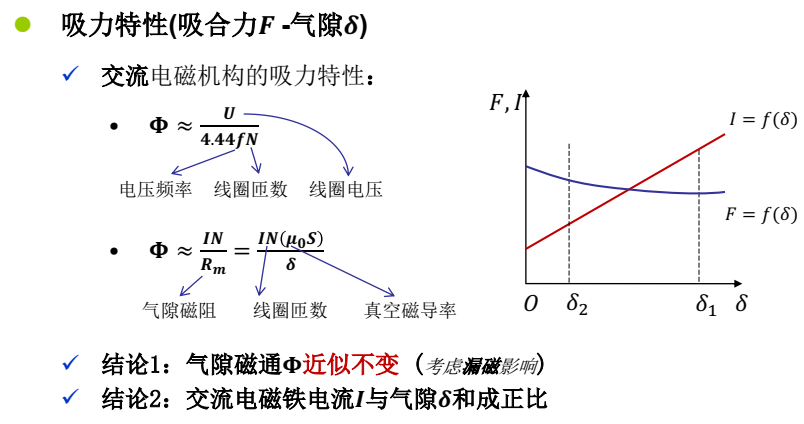 吸力特性(吸合力F -气隙δ)
交流电磁机构的吸力特性：
Φ ≈ U / 4.44fN
电压频率 线圈匝数 线圈电压
Φ ≈ IN / R_m = IN(μ₀S) / δ
气隙磁阻 线圈匝数 真空磁导率
F, I
I = f(δ)
F = f(δ)
O δ₂ δ₁ δ
结论1：气隙磁通Φ近似不变（考虑漏磁影响）
结论2：交流电磁铁电流I与气隙δ和成正比